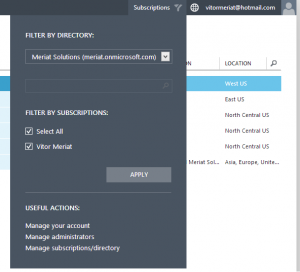 Subscriptions
vitormeriat@hotmail.com
FILTER BY DIRECTORY:
Meriat Solutions (meriat.onmicrosoft.com)
ON
LOCATION
West US
East US
North Central US
North Central US
North Central US
Meriat Sol... Asia, Europe, Unite...
FILTER BY SUBSCRIPTIONS:
Select All
Vitor Meriat
APPLY
USEFUL ACTIONS:
Manage your account
Manage administrators
Manage subscriptions/directory